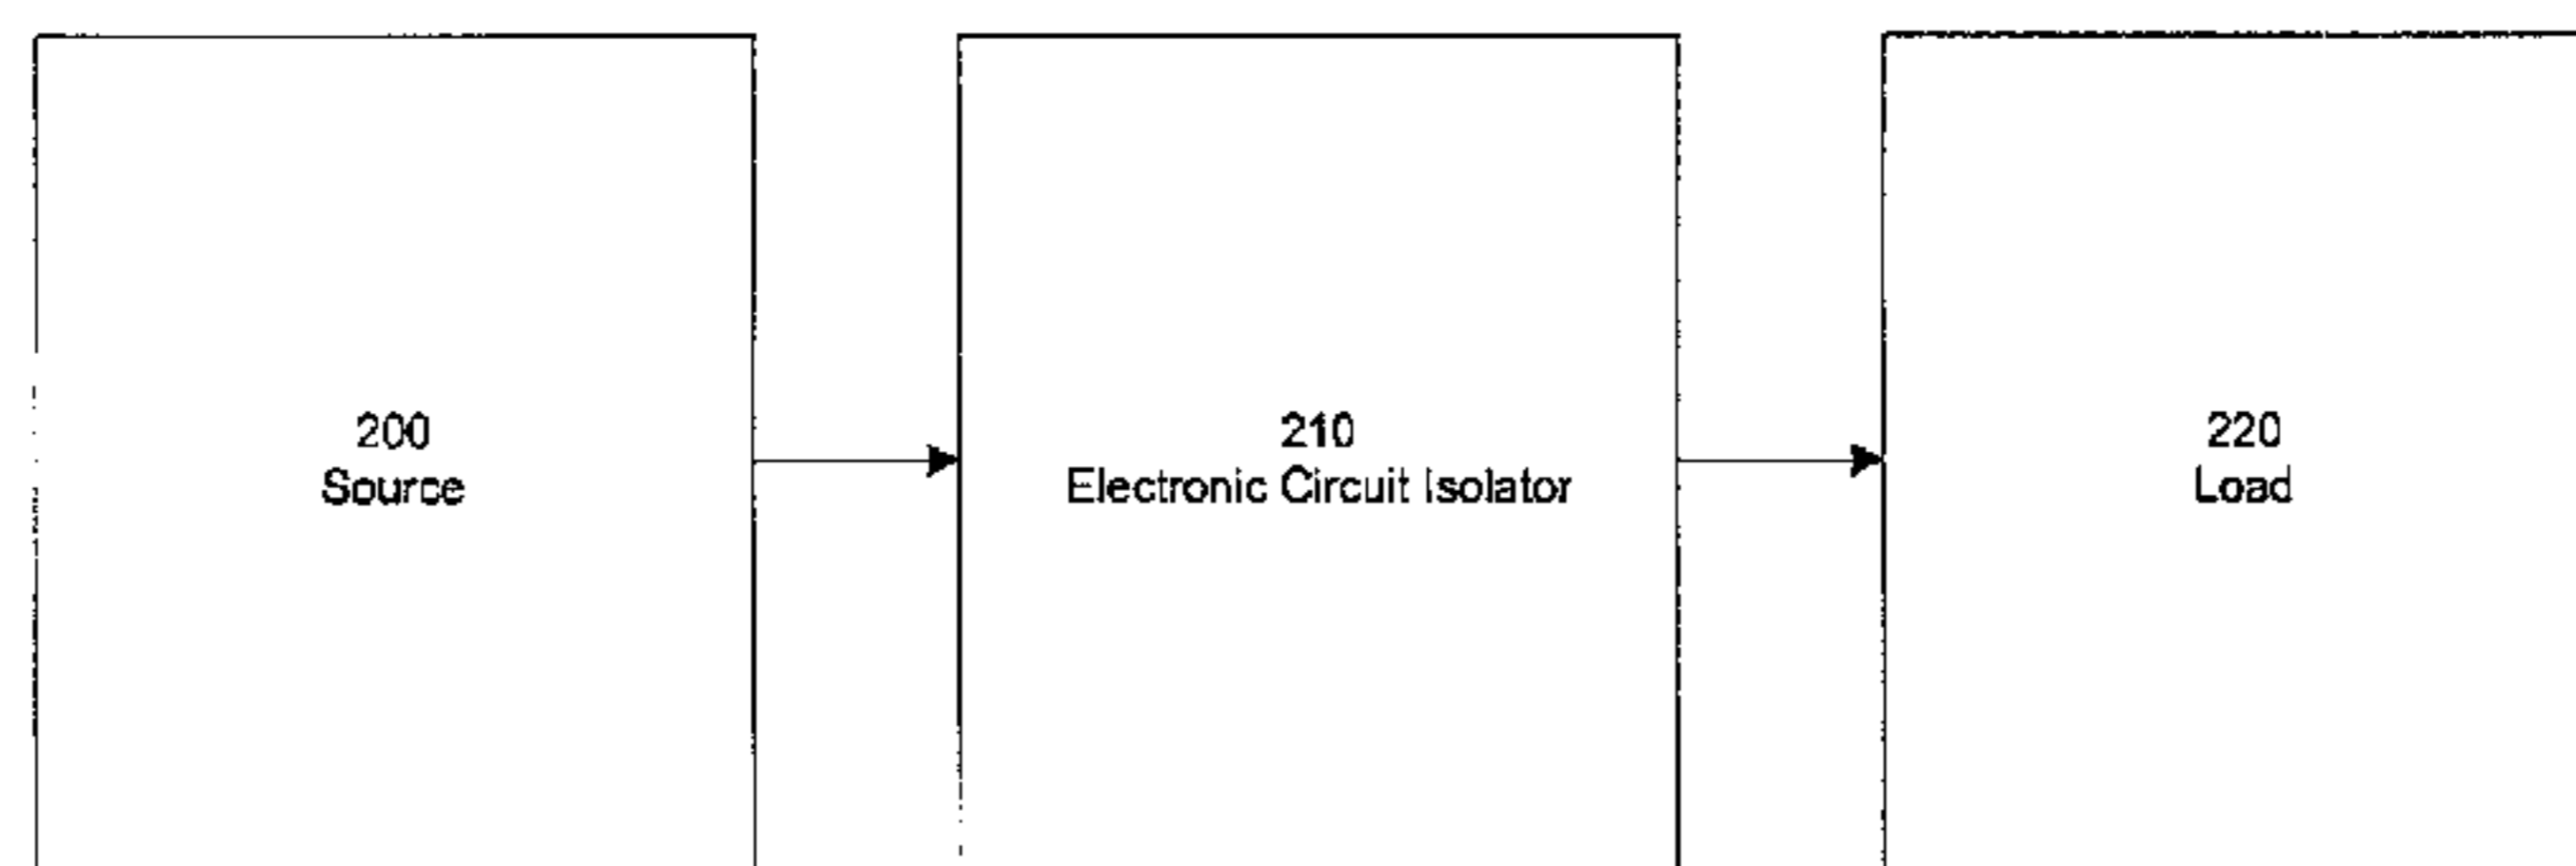 200
Source
210
Electronic Circuit Isolator
220
Load